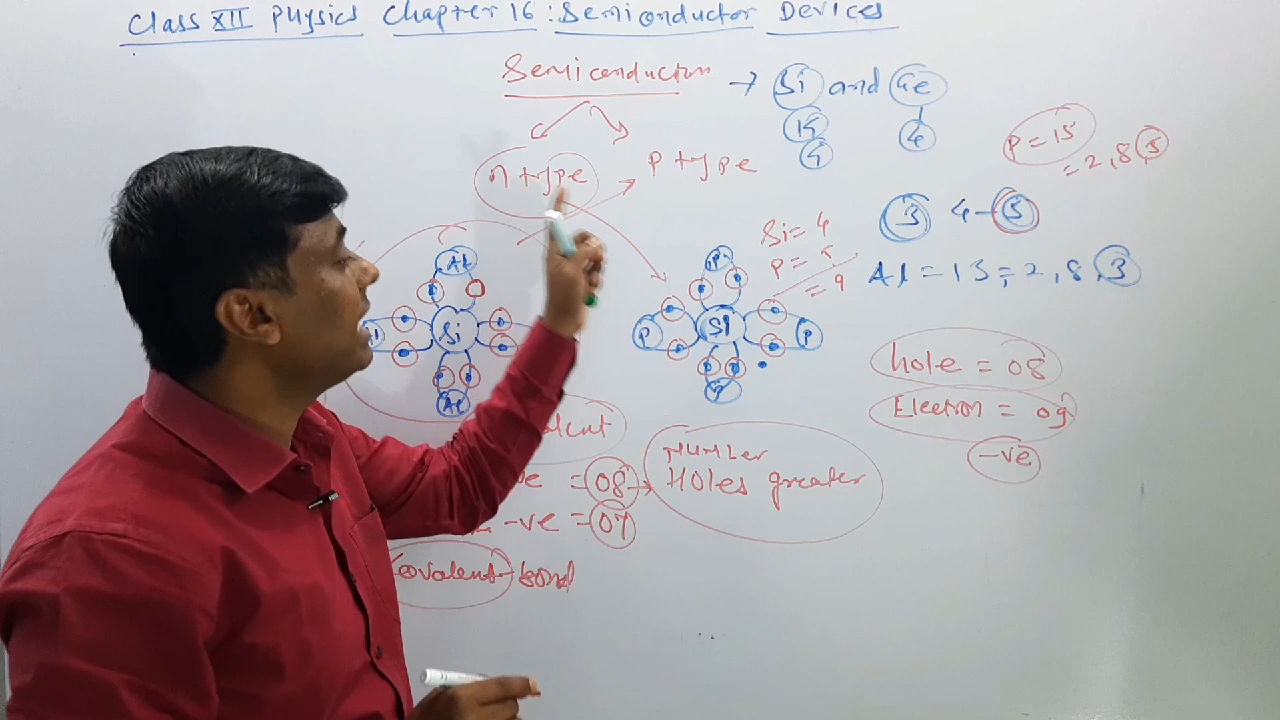 Class XII Physics Chapter 16 : Semiconductor Devices
Semiconductor → Si and Ge
14 4
4
n type P type
P = 15
= 2, 8, 5
3 4 - 5
Si = 4
P = 5
= 9
Al = 13 = 2, 8, 3
Al
Si
Al
P
P Si P
P
hole = 08
Electron = 09
-ve
ve = 08 →
-ve = 07
Number
Holes greater
Covalent bond